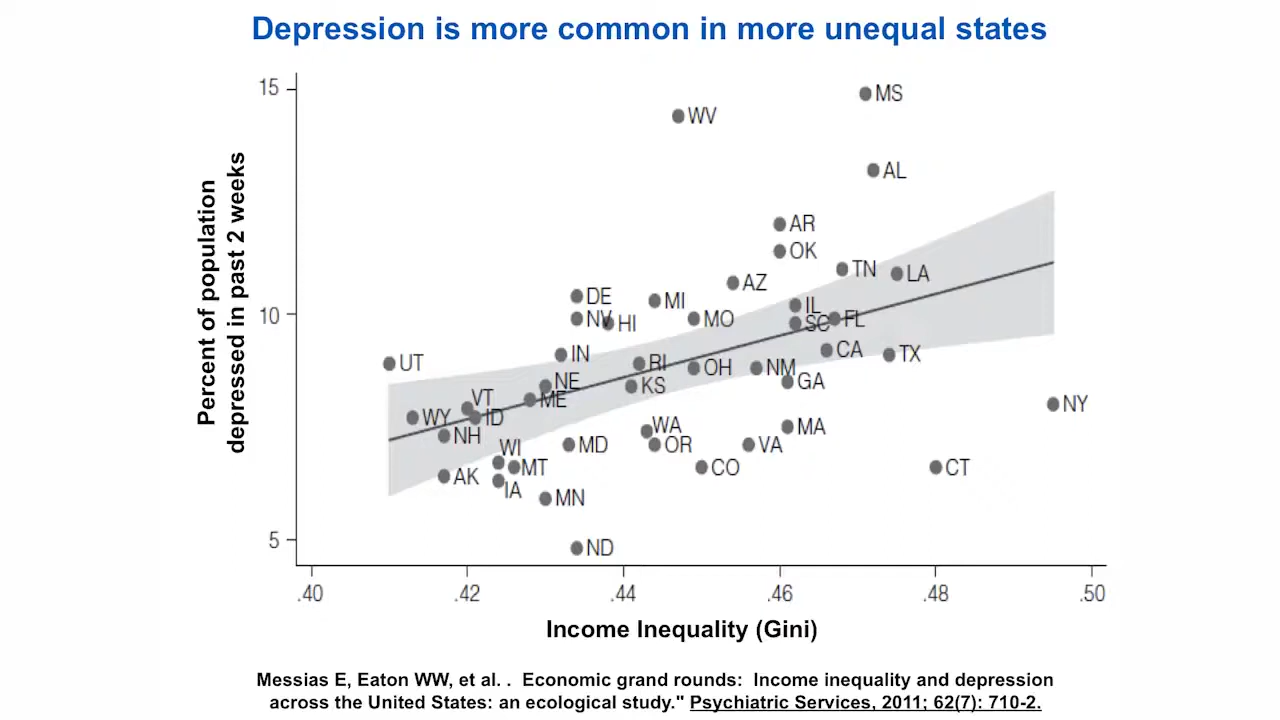 Depression is more common in more unequal states
Percent of population
depressed in past 2 weeks
15
10
5
MS
WV
AL
AR
OK
TN
LA
AZ
DE
MI
IL
NV
HI
MO
SC
FL
IN
CA
TX
UT
RI
OH
NM
GA
NE
KS
VT
ME
NY
WY
ID
NH
WA
MA
WI
MD
OR
VA
MT
CO
CT
AK
IA
MN
ND
.40 .42 .44 .46 .48 .50
Income Inequality (Gini)
Messias E, Eaton WW, et al. . Economic grand rounds: Income inequality and depression
across the United States: an ecological study." Psychiatric Services, 2011; 62(7): 710-2.